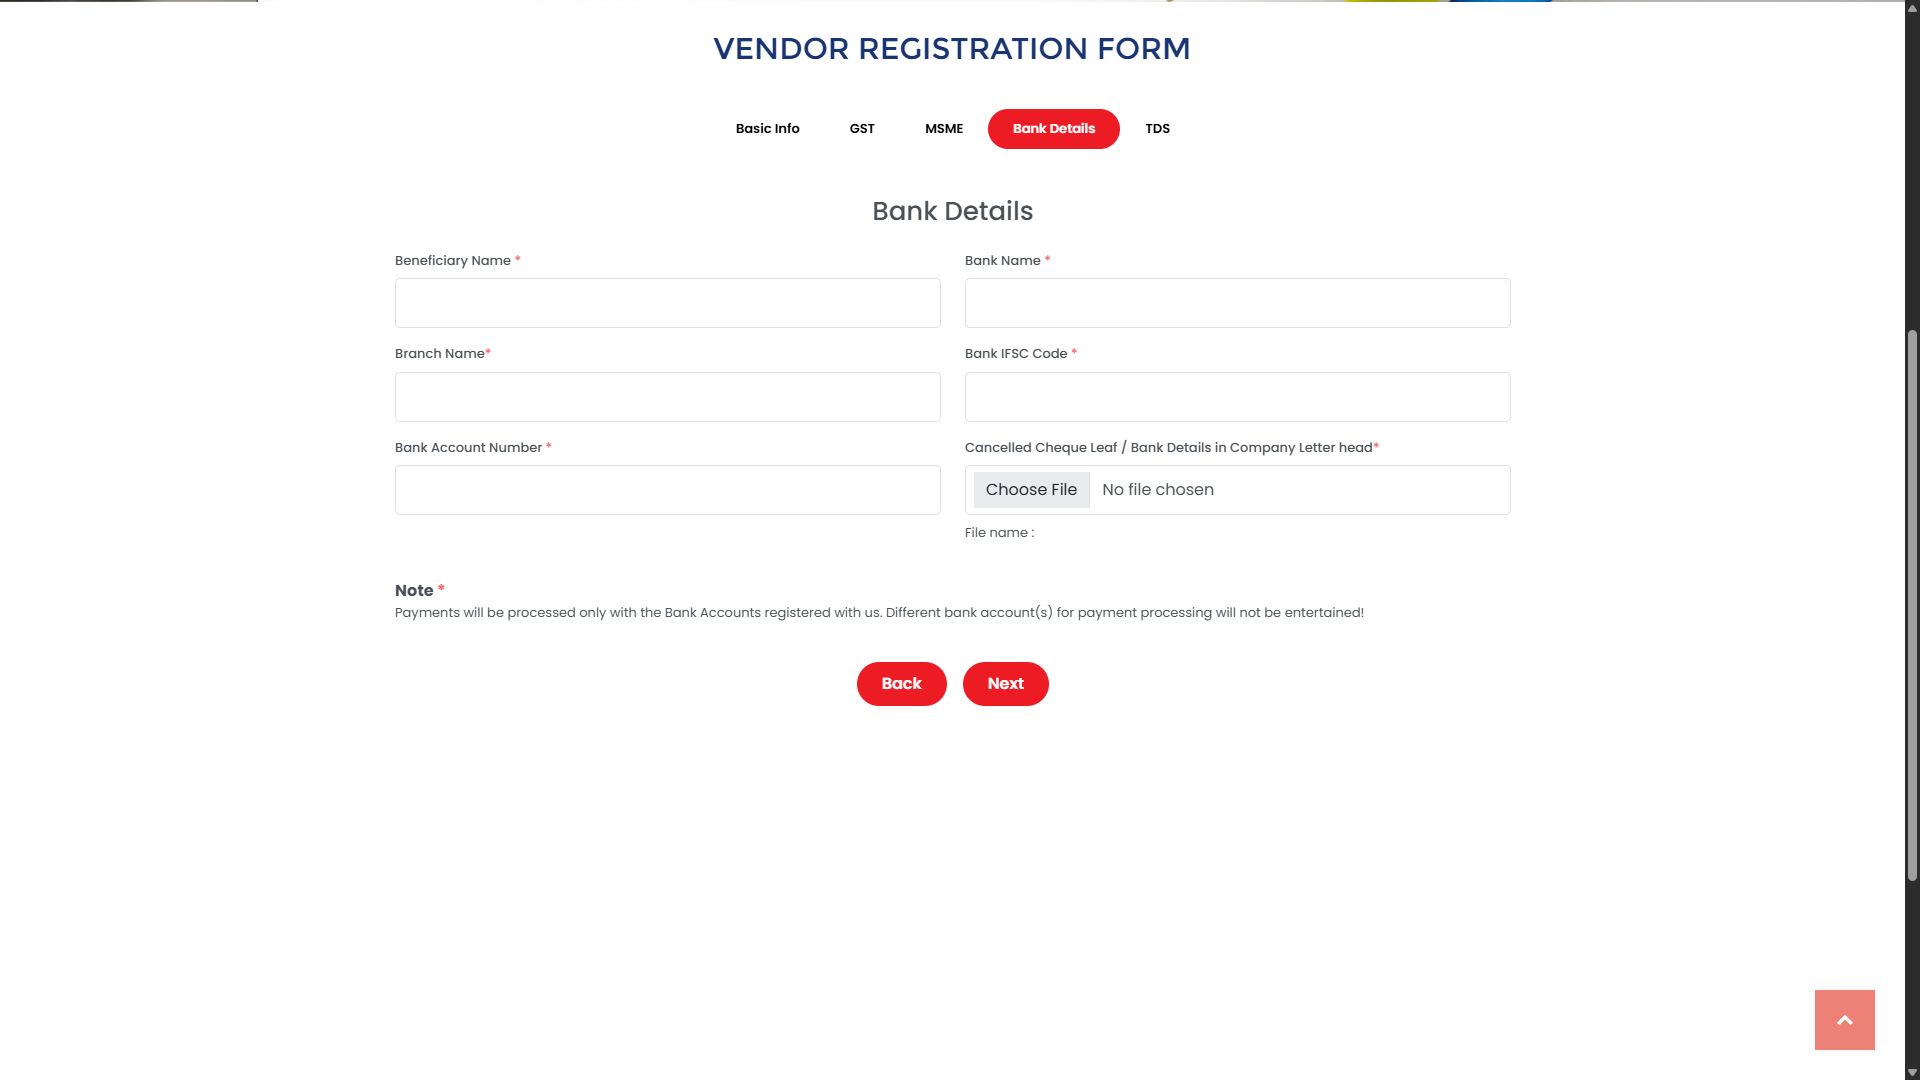 VENDOR REGISTRATION FORM
Basic Info GST MSME Bank Details TDS
Bank Details
Beneficiary Name * Bank Name *
Branch Name* Bank IFSC Code *
Bank Account Number * Cancelled Cheque Leaf / Bank Details in Company Letter head*
Choose File No file chosen
File name :
Note *
Payments will be processed only with the Bank Accounts registered with us. Different bank account(s) for payment processing will not be entertained!
Back Next